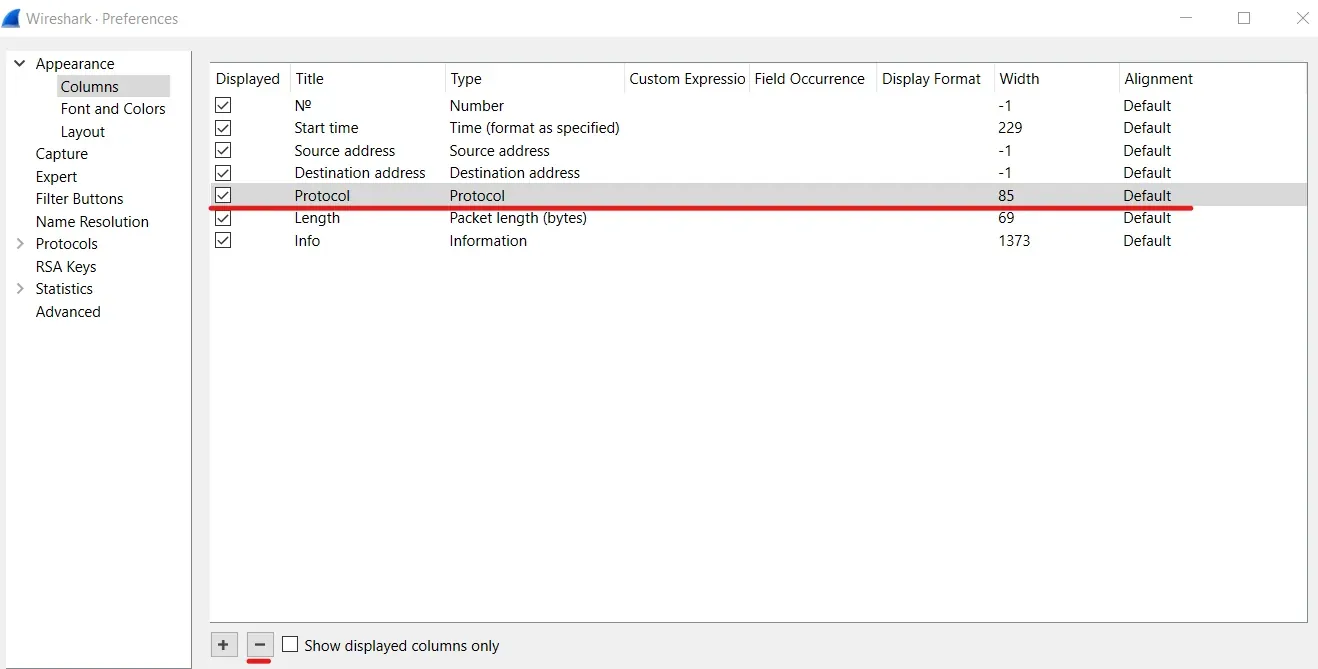 Wireshark · Preferences
Appearance
Columns
Font and Colors
Layout
Capture
Expert
Filter Buttons
Name Resolution
Protocols
RSA Keys
Statistics
Advanced
Displayed Title Type Custom Expressio Field Occurrence Display Format Width Alignment
№ Number -1 Default
Start time Time (format as specified) 229 Default
Source address Source address -1 Default
Destination address Destination address -1 Default
Protocol Protocol 85 Default
Length Packet length (bytes) 69 Default
Info Information 1373 Default
Show displayed columns only